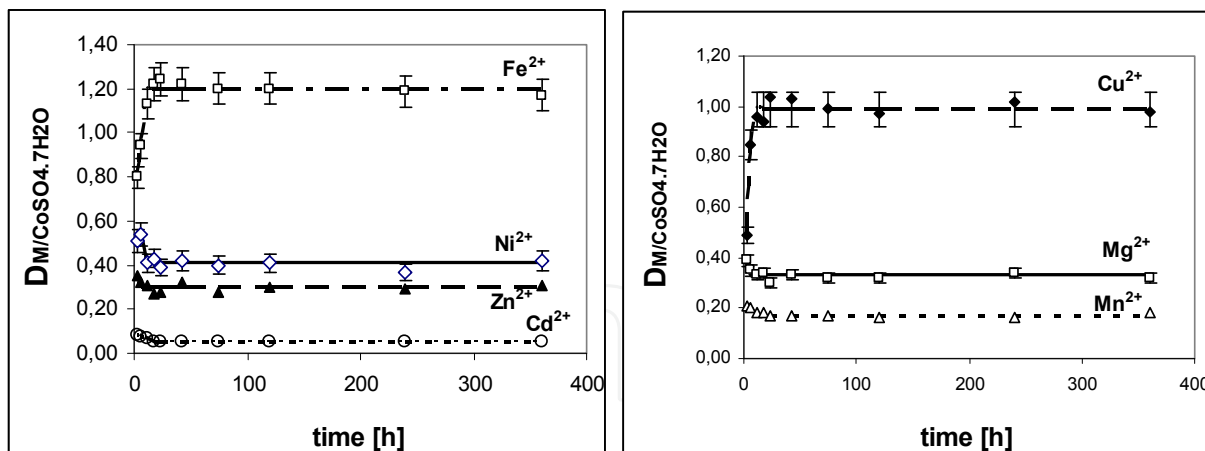 DM/CoSO4.7H2O
1,40
1,20
1,00
0,80
0,60
0,40
0,20
0,00
Fe2+
Ni2+
Zn2+
Cd2+
0 100 200 300 400
time [h]
DM/CoSO4.7H2O
1,20
1,00
0,80
0,60
0,40
0,20
0,00
Cu2+
Mg2+
Mn2+
0 100 200 300 400
time [h]